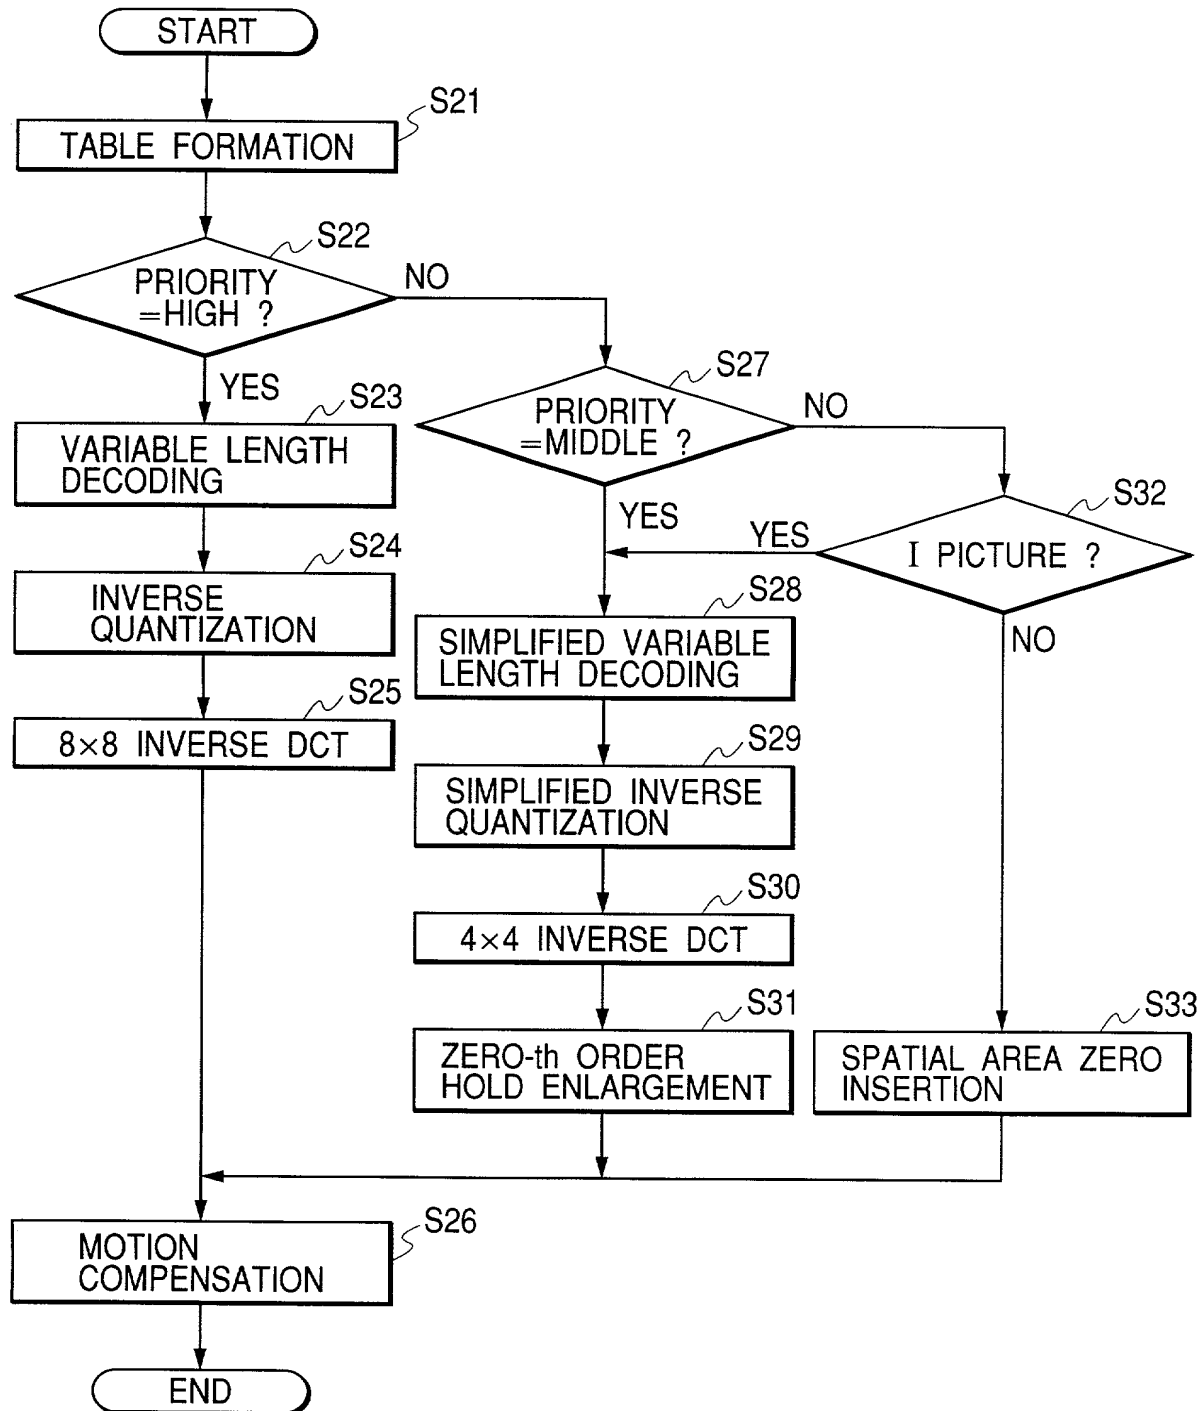 START
S21
TABLE FORMATION
S22
PRIORITY
=HIGH ?
NO
YES
S23
VARIABLE LENGTH
DECODING
S24
INVERSE
QUANTIZATION
S25
8×8 INVERSE DCT
S27
PRIORITY
=MIDDLE ?
NO
YES
S32
I PICTURE ?
YES
NO
S28
SIMPLIFIED VARIABLE
LENGTH DECODING
S29
SIMPLIFIED INVERSE
QUANTIZATION
S30
4×4 INVERSE DCT
S31
ZERO-th ORDER
HOLD ENLARGEMENT
S33
SPATIAL AREA ZERO
INSERTION
S26
MOTION
COMPENSATION
END